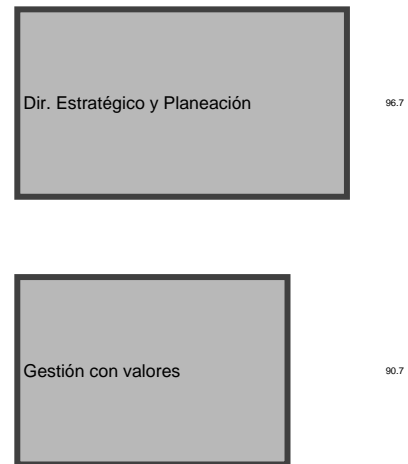 Dir. Estratégico y Planeación 96.7
Gestión con valores 90.7